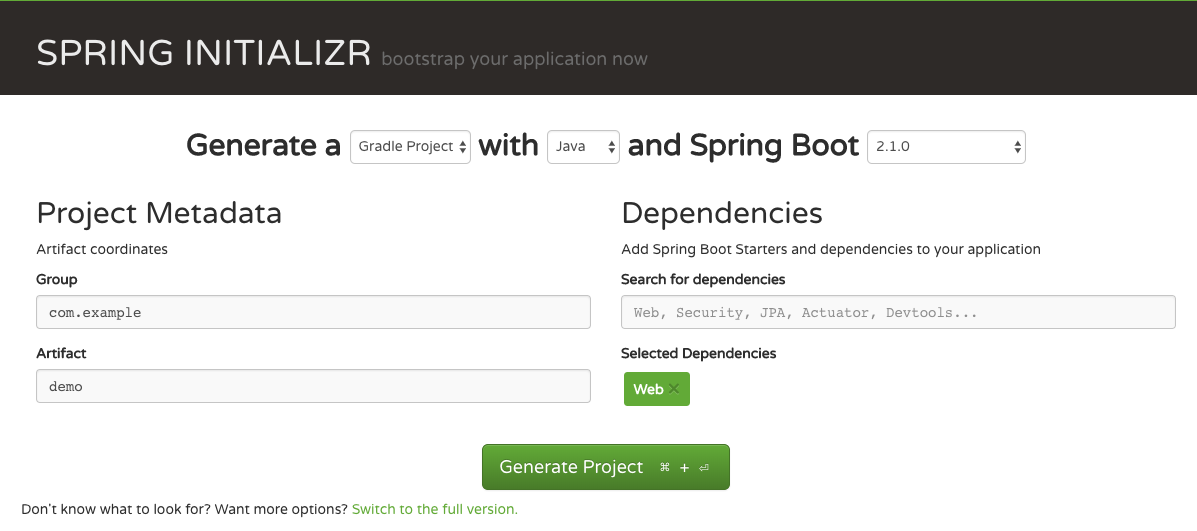 SPRING INITIALIZR bootstrap your application now
Generate a Gradle Project with Java and Spring Boot 2.1.0
Project Metadata
Artifact coordinates
Group
com.example
Artifact
demo
Dependencies
Add Spring Boot Starters and dependencies to your application
Search for dependencies
Web, Security, JPA, Actuator, Devtools...
Selected Dependencies
Web ×
Generate Project ⌘ + ⏎
Don't know what to look for? Want more options? Switch to the full version.